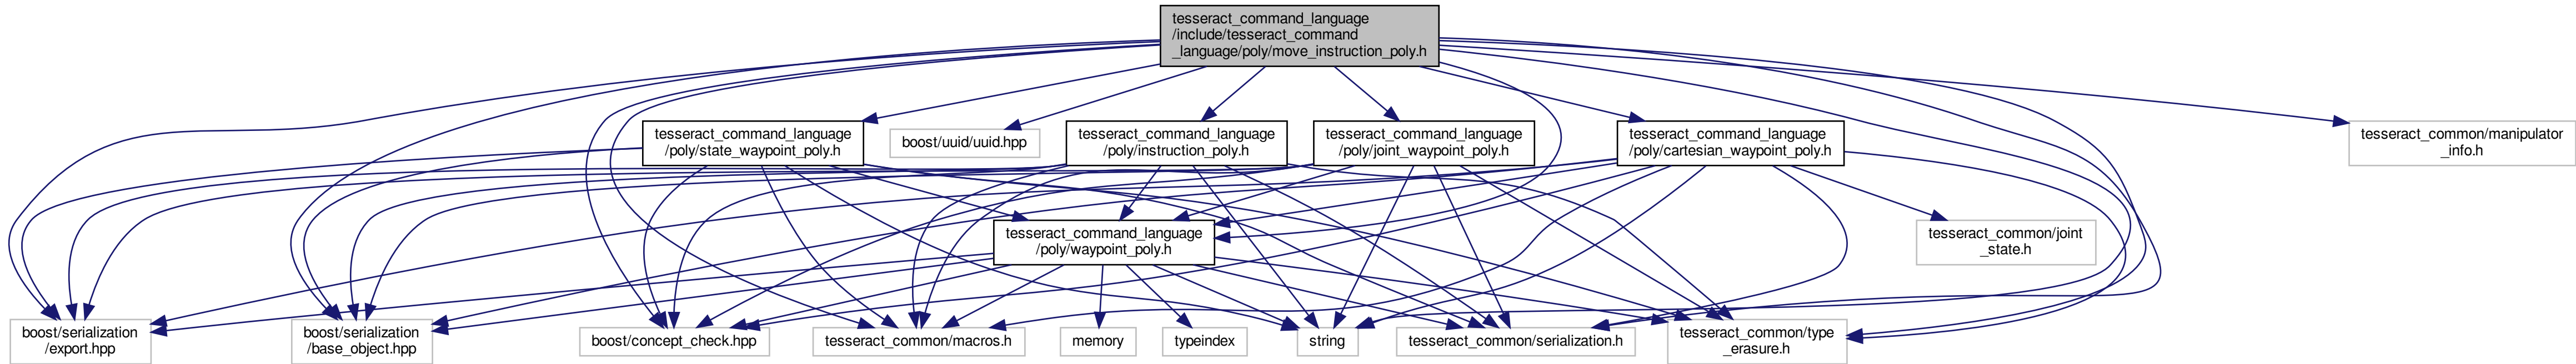 tesseract_command_language
/include/tesseract_command
_language/poly/move_instruction_poly.h
tesseract_command_language
/poly/state_waypoint_poly.h
boost/uuid/uuid.hpp
tesseract_command_language
/poly/instruction_poly.h
tesseract_command_language
/poly/joint_waypoint_poly.h
tesseract_command_language
/poly/cartesian_waypoint_poly.h
tesseract_common/manipulator
_info.h
tesseract_command_language
/poly/waypoint_poly.h
tesseract_common/joint
_state.h
boost/serialization
/export.hpp
boost/serialization
/base_object.hpp
boost/concept_check.hpp
tesseract_common/macros.h
memory
typeindex
string
tesseract_common/serialization.h
tesseract_common/type
_erasure.h